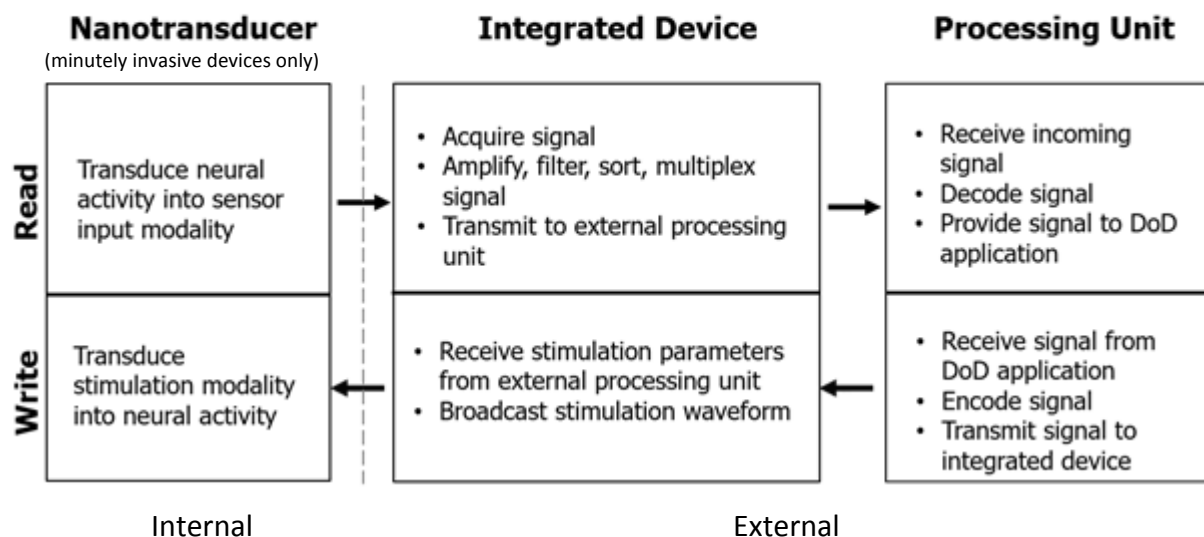 Nanotransducer
(minutely invasive devices only)
Integrated Device
Processing Unit
Read
Transduce neural
activity into sensor
input modality
• Acquire signal
• Amplify, filter, sort, multiplex
signal
• Transmit to external processing
unit
• Receive incoming
signal
• Decode signal
• Provide signal to DoD
application
Write
Transduce
stimulation modality
into neural activity
• Receive stimulation parameters
from external processing unit
• Broadcast stimulation waveform
• Receive signal from
DoD application
• Encode signal
• Transmit signal to
integrated device
Internal
External